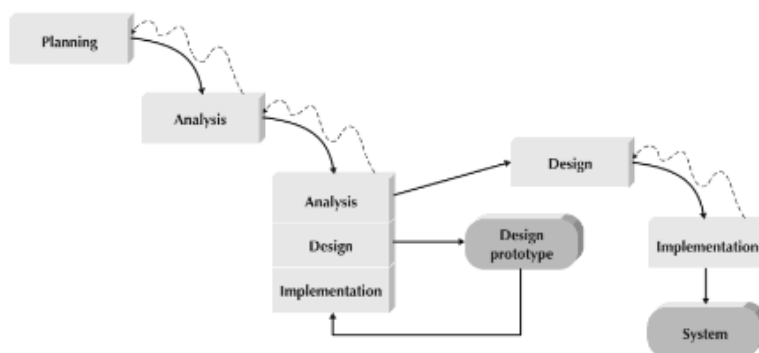 Planning
Analysis
Analysis
Design
Implementation
Design
prototype
Design
Implementation
System